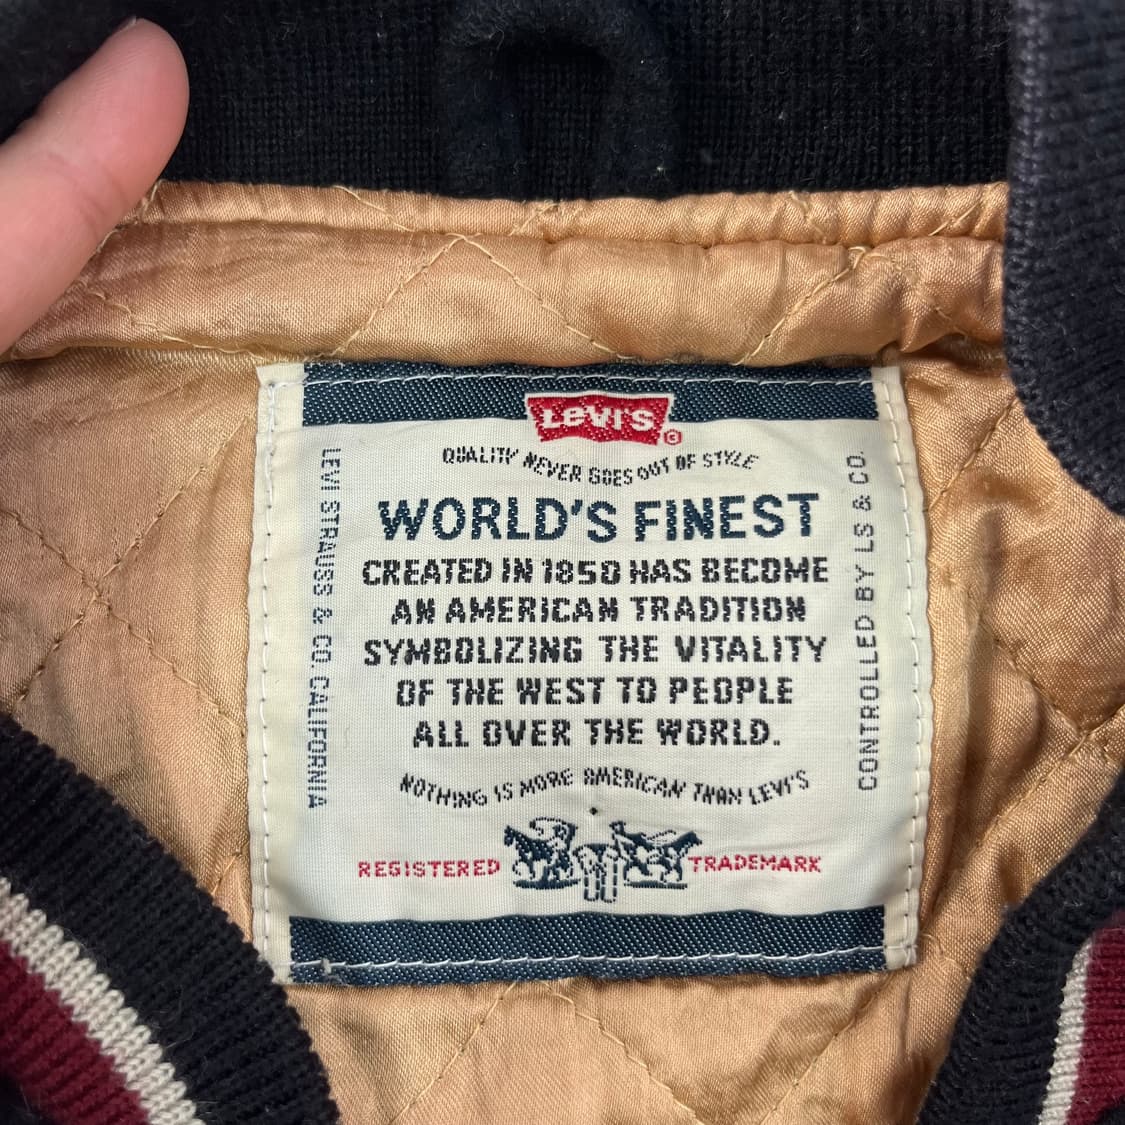 LEVI'S
QUALITY NEVER GOES OUT OF STYLE
WORLD'S FINEST
CREATED IN 1850 HAS BECOME
AN AMERICAN TRADITION
SYMBOLIZING THE VITALITY
OF THE WEST TO PEOPLE
ALL OVER THE WORLD.
NOTHING IS MORE AMERICAN THAN LEVI'S
REGISTERED TRADEMARK
LEVI STRAUSS & CO. CALIFORNIA
CONTROLLED BY LS & CO.